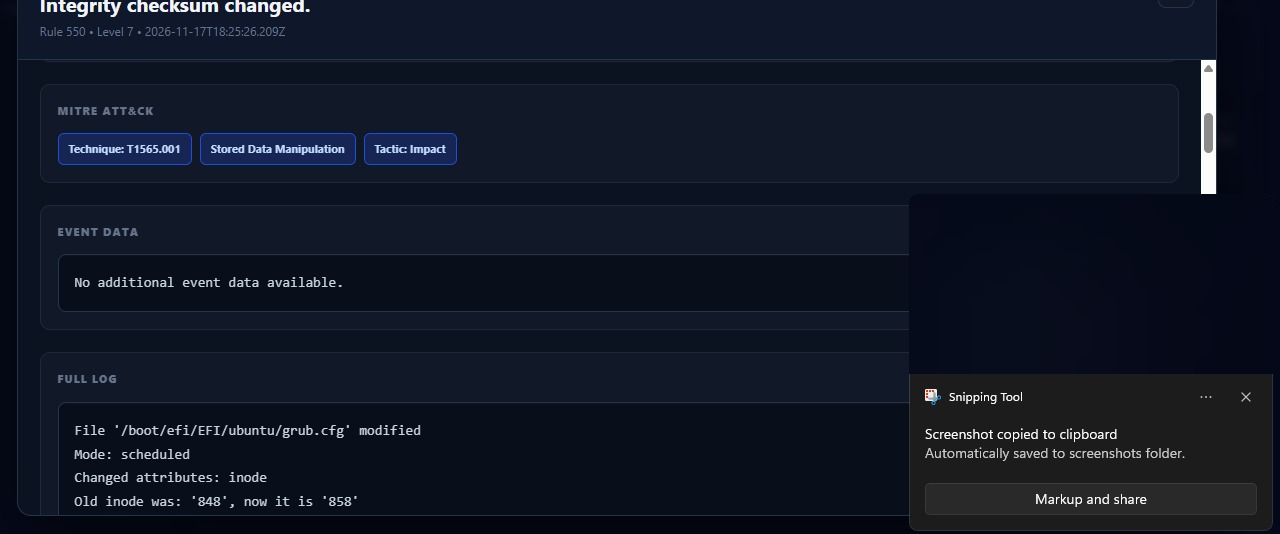 Integrity checksum changed.
Rule 550 • Level 7 • 2026-11-17T18:25:26.209Z
MITRE ATT&CK
Technique: T1565.001
Stored Data Manipulation
Tactic: Impact
EVENT DATA
No additional event data available.
FULL LOG
File '/boot/efi/EFI/ubuntu/grub.cfg' modified
Mode: scheduled
Changed attributes: inode
Old inode was: '848', now it is '858'
Snipping Tool
Screenshot copied to clipboard
Automatically saved to screenshots folder.
Markup and share